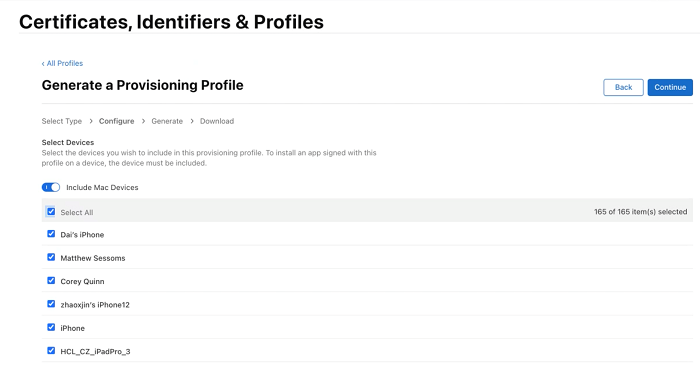 Certificates, Identifiers & Profiles
‹ All Profiles
Generate a Provisioning Profile
Back
Continue
Select Type > Configure > Generate > Download
Select Devices
Select the devices you wish to include in this provisioning profile. To install an app signed with this
profile on a device, the device must be included.
Include Mac Devices
Select All
165 of 165 item(s) selected
Dai's iPhone
Matthew Sessoms
Corey Quinn
zhaoxjin's iPhone12
iPhone
HCL_CZ_iPadPro_3